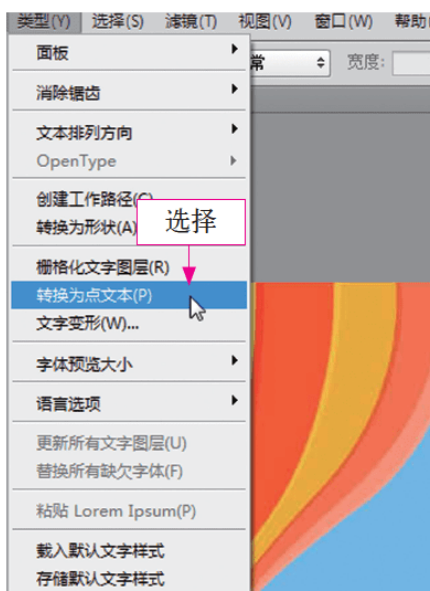 类型(Y) 选择(S) 滤镜(T) 视图(V) 窗口(W) 帮助
面板
常 宽度:
消除锯齿
文本排列方向
OpenType
创建工作路径(C)
转换为形状(A)
选择
栅格化文字图层(R)
转换为点文本(P)
文字变形(W)...
字体预览大小
语言选项
更新所有文字图层(U)
替换所有缺欠字体(F)
粘贴 Lorem Ipsum(P)
载入默认文字样式
存储默认文字样式